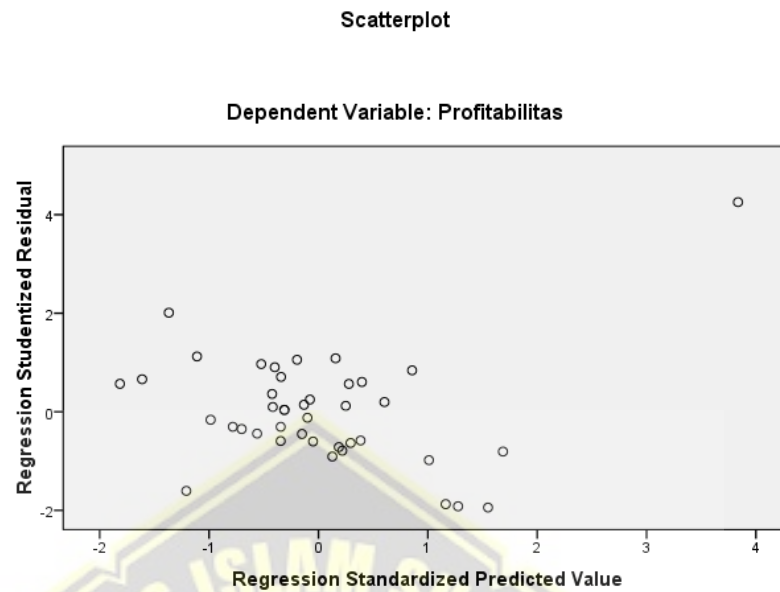 Scatterplot
Dependent Variable: Profitabilitas
Regression Studentized Residual
4
2
0
-2
-2
-1
0
1
2
3
4
ISLAM
Regression Standardized Predicted Value